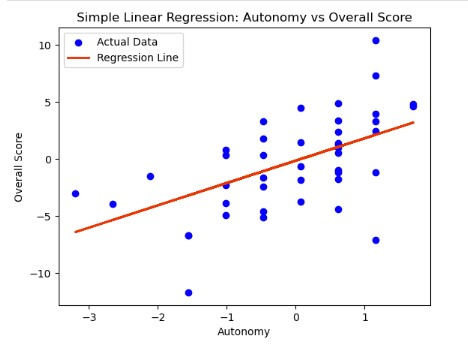 Simple Linear Regression: Autonomy vs Overall Score
Actual Data
Regression Line
Overall Score
10
5
0
−5
−10
−3
−2
−1
0
1
Autonomy